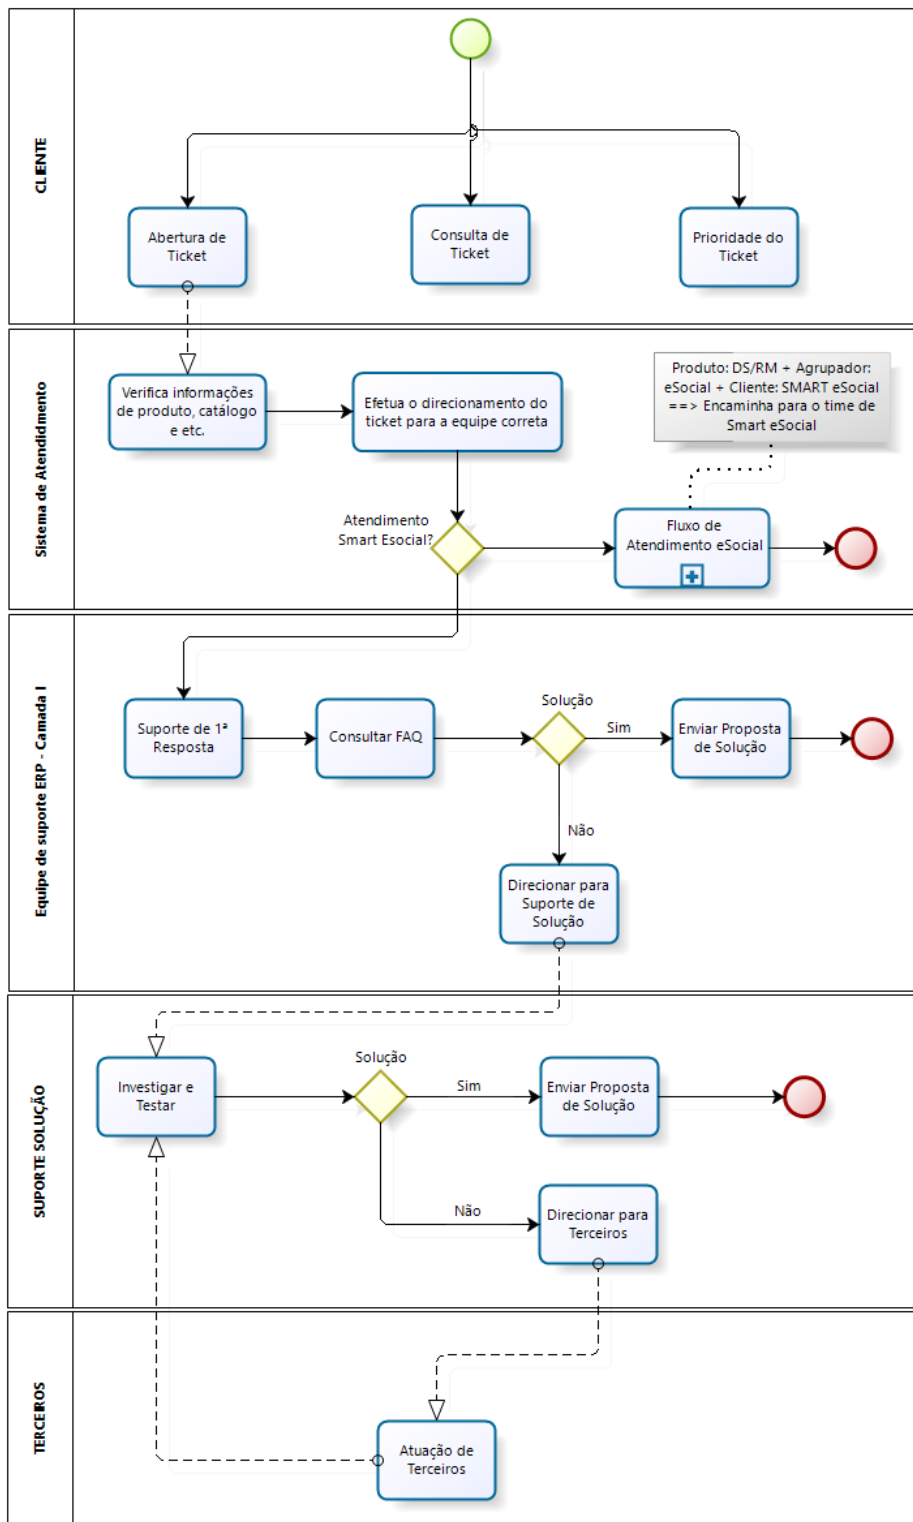 CLIENTE
Abertura de
Ticket
Consulta de
Ticket
Prioridade do
Ticket
Sistema de Atendidmento
Verifica informações
de produto, catálogo
e etc.
Efetua o direcionamento do
ticket para a equipe correta
Produto: DS/RM + Agrupador:
eSocial + Cliente: SMART eSocial
==> Encaminha para o time de
Smart eSocial
Atendimento
Smart Esocial?
Fluxo de
Atendimento eSocial
Equipe de suporte ERP - Camada I
Suporte de 1ª
Resposta
Consultar FAQ
Solução
Sim
Enviar Proposta
de Solução
Não
Direcionar para
Suporte de
Solução
SUPORTE SOLUÇÃO
Investigar e
Testar
Solução
Sim
Enviar Proposta
de Solução
Não
Direcionar para
Terceiros
TERCEIROS
Atuação de
Terceiros